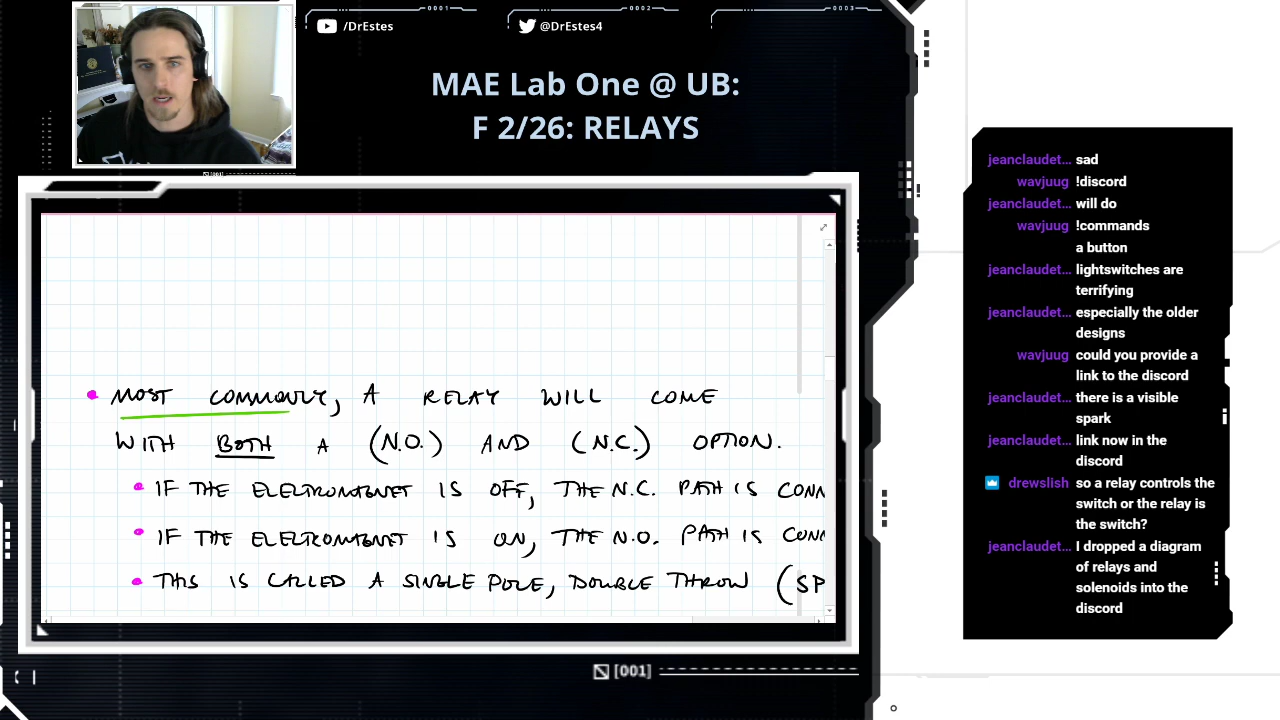 0001
0002
0003
/DrEstes
@DrEstes4
MAE Lab One @ UB:
F 2/26: RELAYS
[001]
MOST COMMONLY, A RELAY WILL COME
WITH BOTH A (N.O.) AND (N.C.) OPTION.
IF THE ELECTROMAGNET IS OFF, THE N.C. PATH IS CONN
IF THE ELECTROMAGNET IS ON, THE N.O. PATH IS CONN
THIS IS CALLED A SINGLE POLE, DOUBLE THROW (SP
[001]
jeanclaudet... sad
wavjuug !discord
jeanclaudet... will do
wavjuug !commands
a button
jeanclaudet... lightswitches are
terrifying
jeanclaudet... especially the older
designs
wavjuug could you provide a
link to the discord
jeanclaudet... there is a visible
spark
jeanclaudet... link now in the
discord
drewslish so a relay controls the
switch or the relay is
the switch?
jeanclaudet... I dropped a diagram
of relays and
solenoids into the
discord